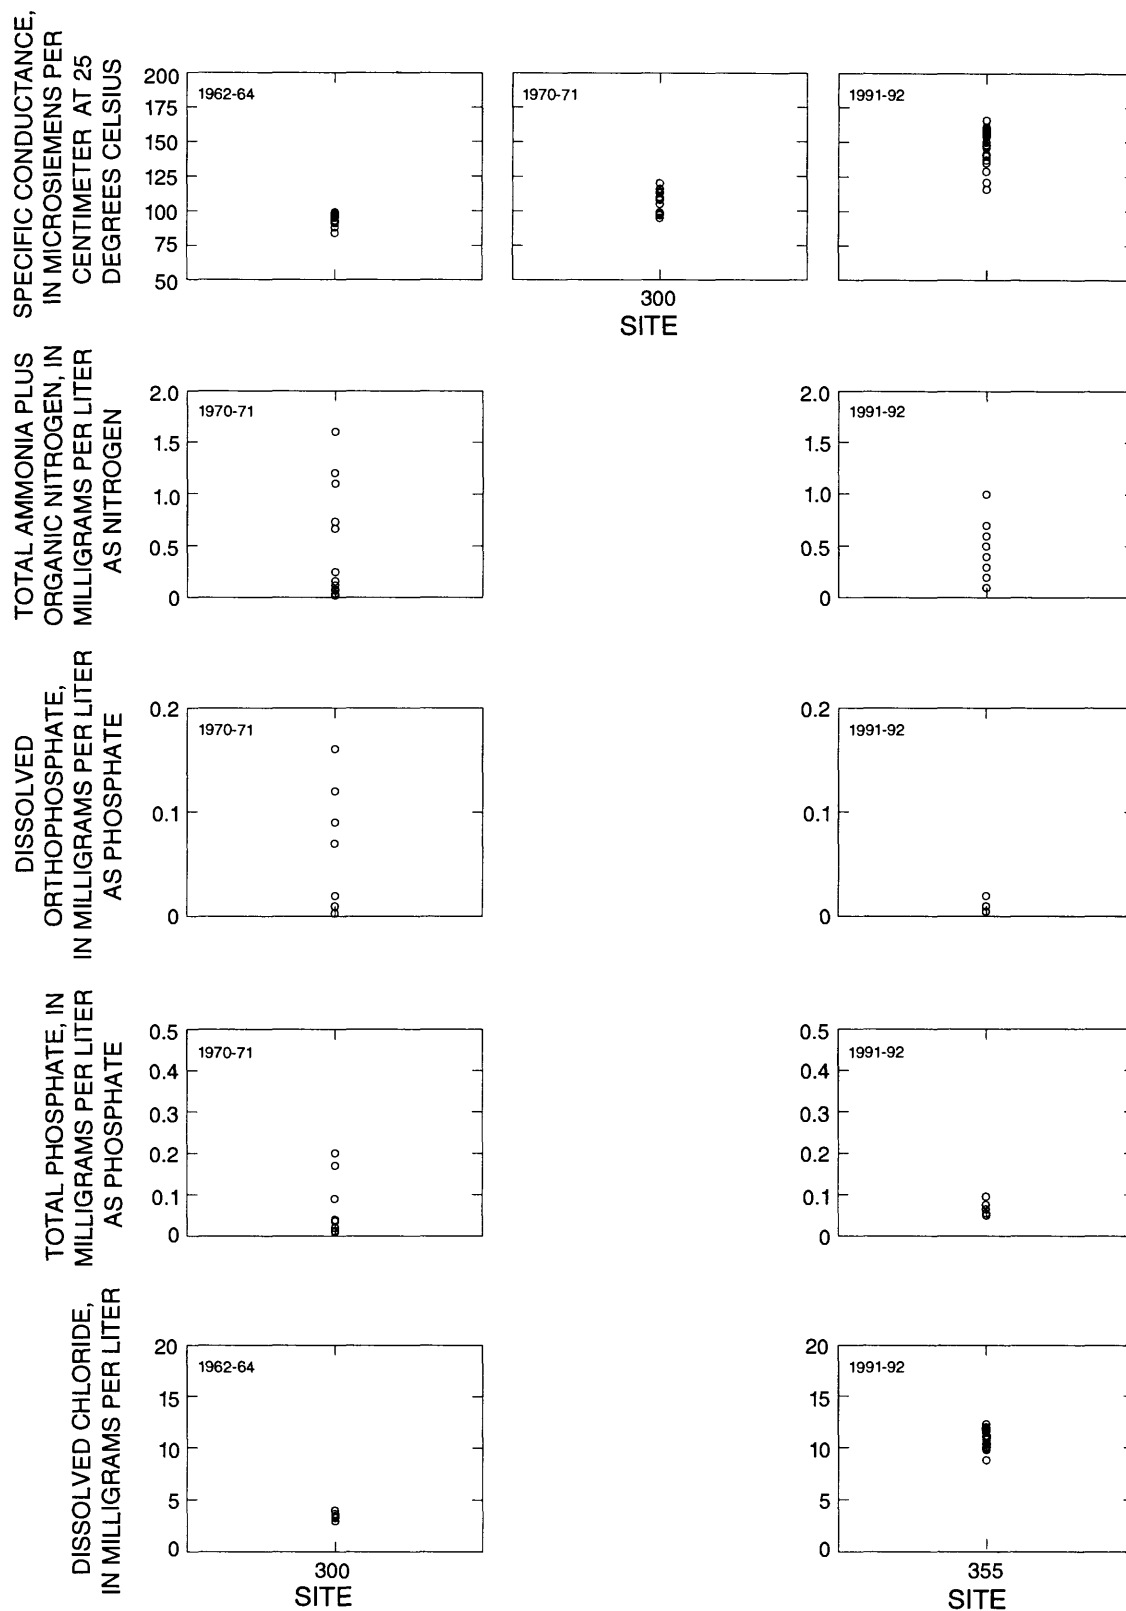 SPECIFIC CONDUCTANCE,
IN MICROSIEMENS PER
CENTIMETER AT 25
DEGREES CELSIUS
200
175
150
125
100
75
50
1962-64
1970-71
1991-92
300
SITE
TOTAL AMMONIA PLUS
ORGANIC NITROGEN, IN
MILLIGRAMS PER LITER
AS NITROGEN
2.0
1.5
1.0
0.5
0
1970-71
2.0
1.5
1.0
0.5
0
1991-92
DISSOLVED
ORTHOPHOSPHATE,
IN MILLIGRAMS PER LITER
AS PHOSPHATE
0.2
0.1
0
1970-71
0.2
0.1
0
1991-92
TOTAL PHOSPHATE, IN
MILLIGRAMS PER LITER
AS PHOSPHATE
0.5
0.4
0.3
0.2
0.1
0
1970-71
0.5
0.4
0.3
0.2
0.1
0
1991-92
DISSOLVED CHLORIDE,
IN MILLIGRAMS PER LITER
20
15
10
5
0
1962-64
300
SITE
20
15
10
5
0
1991-92
355
SITE